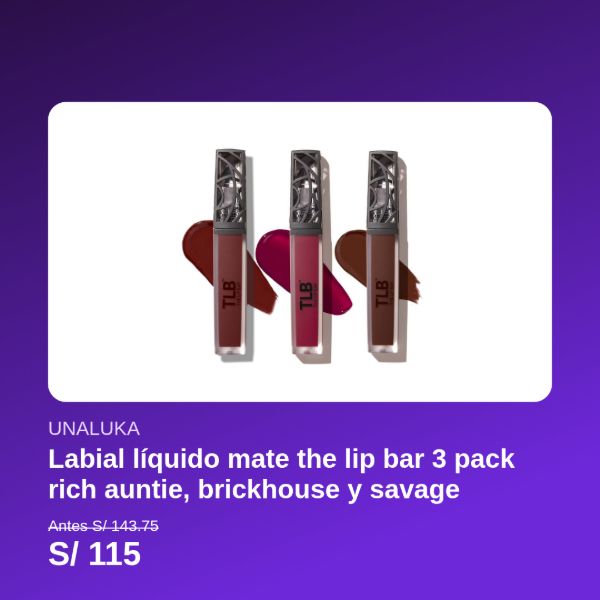 TLB
TLB
TLB
UNALUKA
Labial líquido mate the lip bar 3 pack
rich auntie, brickhouse y savage
Antes S/ 143.75
S/ 115